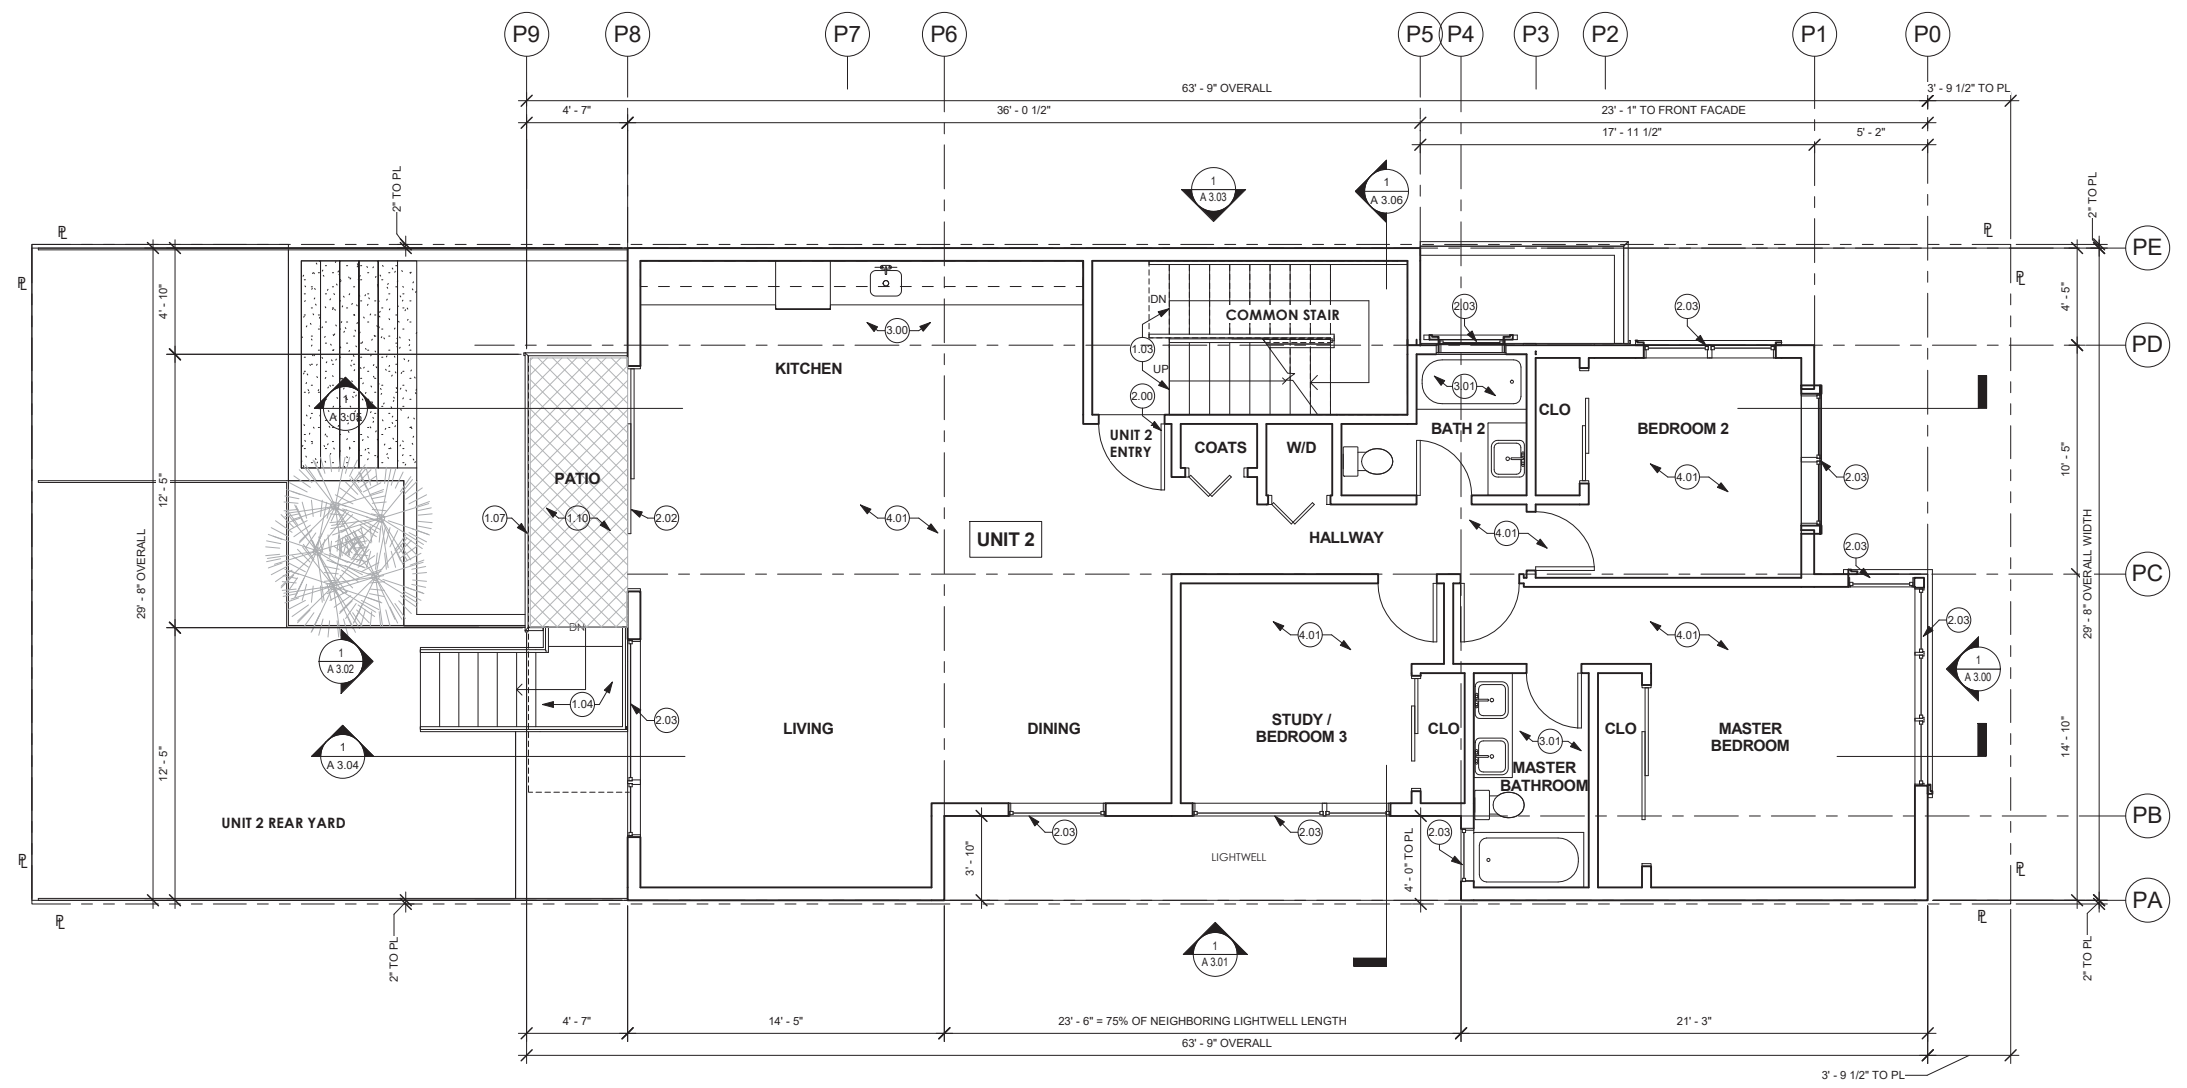 P9 P8 P7 P6 P5 P4 P3 P2 P1 P0
63' - 9" OVERALL 3' - 9 1/2" TO PL
4' - 7" 36' - 0 1/2" 23' - 1" TO FRONT FACADE
17' - 11 1/2" 5' - 2"
2" TO PL
1
A 3.03
1
A 3.06
2" TO PL
PE
PD
PC
PB
PA
4' - 10"
12' - 5"
12' - 5"
29' - 8" OVERALL
4' - 5"
10' - 5"
14' - 10"
29' - 8" OVERALL WIDTH
3.00
KITCHEN
DN
COMMON STAIR
1.03
UP
2.00
2.03
2.03
3.01
CLO
BATH 2
BEDROOM 2
UNIT 2
ENTRY
COATS
W/D
4.01
2.03
1
A 3.05
PATIO
1.07
1.10
2.02
4.01
UNIT 2
HALLWAY
4.01
2.03
DN
1
A 3.02
1.04
2.03
4.01
4.01
2.03
1
A 3.00
LIVING
DINING
STUDY /
BEDROOM 3
CLO
3.01
CLO
MASTER
BEDROOM
MASTER
BATHROOM
1
A 3.04
UNIT 2 REAR YARD
2.03
2.03
2.03
3' - 10"
LIGHTWELL
4' - 0" TO PL
2" TO PL
1
A 3.01
2" TO PL
4' - 7" 14' - 5" 23' - 6" = 75% OF NEIGHBORING LIGHTWELL LENGTH 21' - 3"
63' - 9" OVERALL
3' - 9 1/2" TO PL